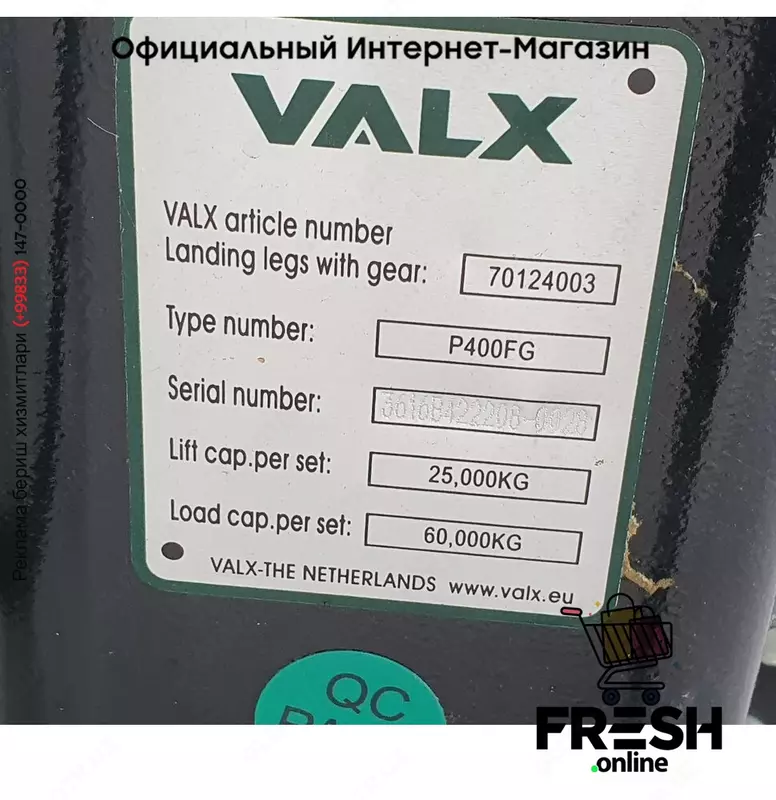 Официальный Интернет-Магазин
VALX
VALX article number
Landing legs with gear: 70124003
Type number: P400FG
Serial number:
Lift cap.per set: 25,000KG
Load cap.per set: 60,000KG
VALX-THE NETHERLANDS www.valx.eu
QC
Реклама бериш хизмитлари (+99833) 147-0000
FRESH
.online